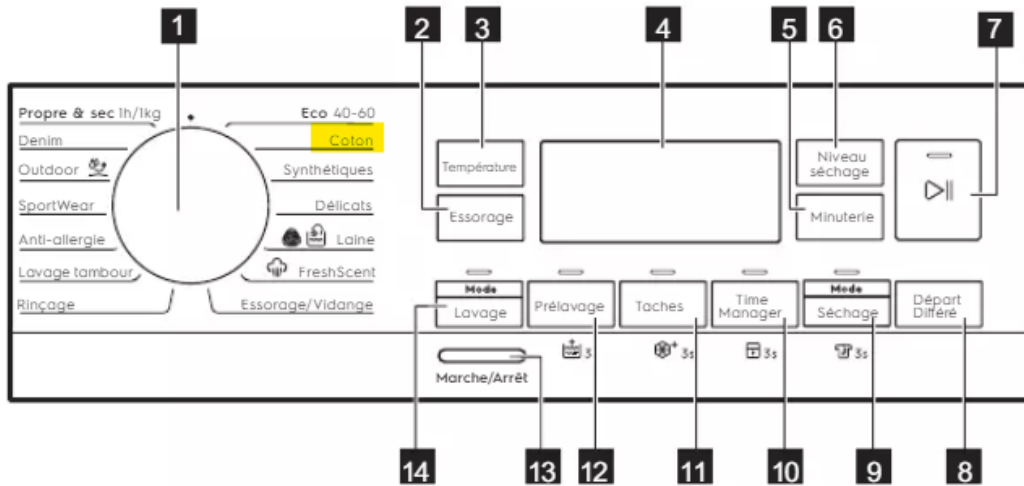 1
2
3
4
5
6
7
Propre & sec 1h/1kg
Eco 40-60
Denim
Coton
Outdoor
Synthétiques
SportWear
Délicats
Anti-allergie
Laine
Lavage tambour
FreshScent
Rinçage
Essorage/Vidange
Température
Essorage
Niveau
séchage
Minuterie
Mode
Lavage
Prélavage
Taches
Time
Manager
Mode
Séchage
Départ
Différé
3
3s
3s
3s
Marche/Arrêt
14
13
12
11
10
9
8